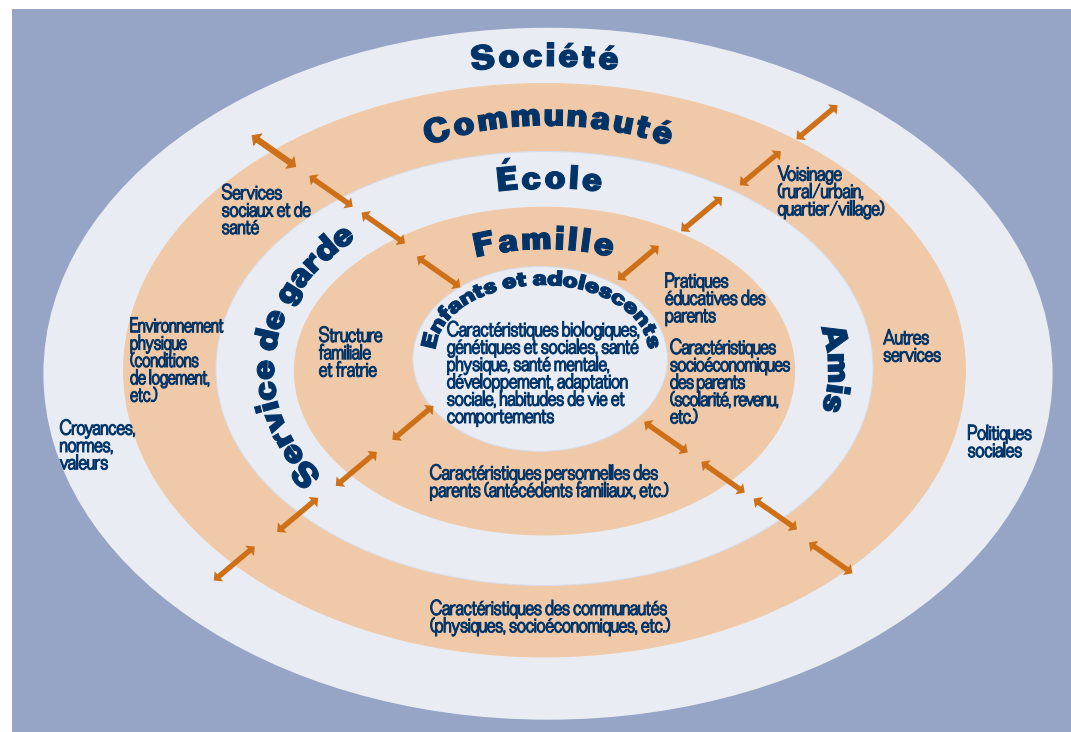 Société
Communauté
École
Famille
Enfants et adolescents
Caractéristiques biologiques,
génétiques et sociales, santé
physique, santé mentale,
développement, adaptation
sociale, habitudes de vie et
comportements
Services
sociaux et de
santé
Voisinage
(rural/urbain,
quartier/village)
Service de garde
Pratiques
éducatives des
parents
Structure
familiale
et fratrie
Caractéristiques
socioéconomiques
des parents
(scolarité, revenu,
etc.)
Amis
Environnement
physique
(conditions
de logement,
etc.)
Autres
services
Croyances,
normes,
valeurs
Politiques
sociales
Caractéristiques personnelles des
parents (antécédents familiaux, etc.)
Caractéristiques des communautés
(physiques, socioéconomiques, etc.)